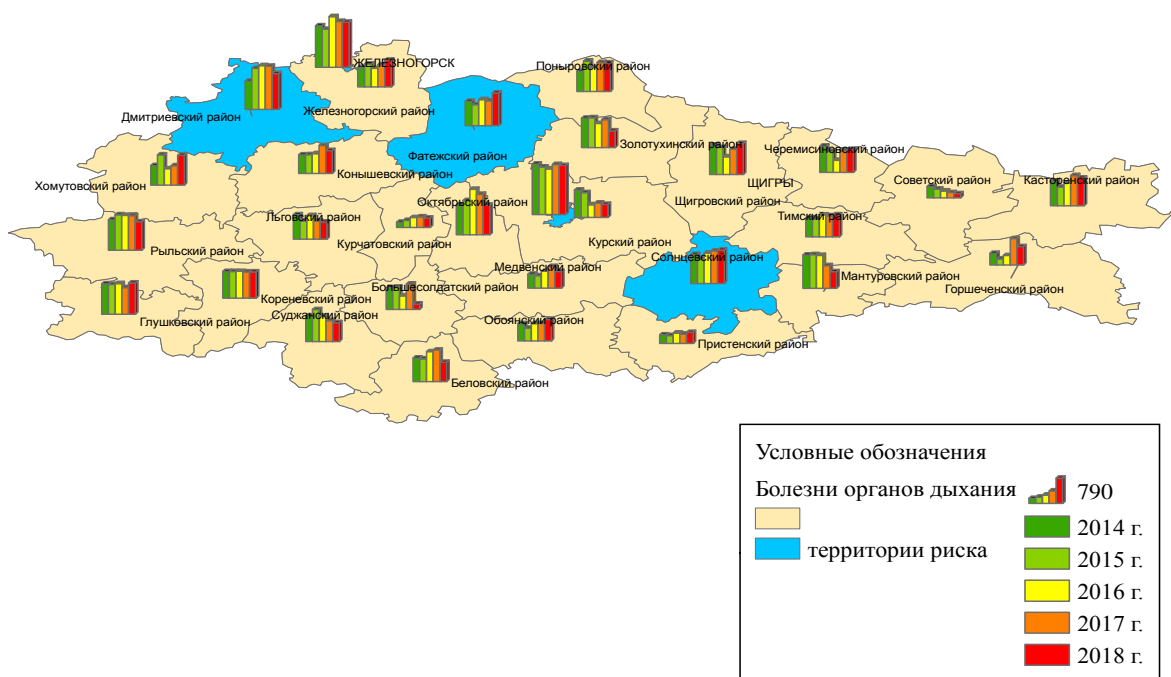 ЖЕЛЕЗНОГОРСК
Поныровский район
Дмитриевский район
Железногорский район
Золотухинский район
Фатежский район
Черемисиновский район
Конышевский район
ЩИГРЫ
Советский район
Касторенский район
Хомутовский район
Октябрьский район
Щигровский район
Льговский район
Тимский район
Курчатовский район
Курский район
Рыльский район
Солнцевский район
Медвенский район
Мантуровский район
Большесолдатский район
Горшеченский район
Кореневский район
Глушковский район
Суджанский район
Обоянский район
Пристенский район
Беловский район
Условные обозначения
Болезни органов дыхания
790
территории риска
2014 г.
2015 г.
2016 г.
2017 г.
2018 г.